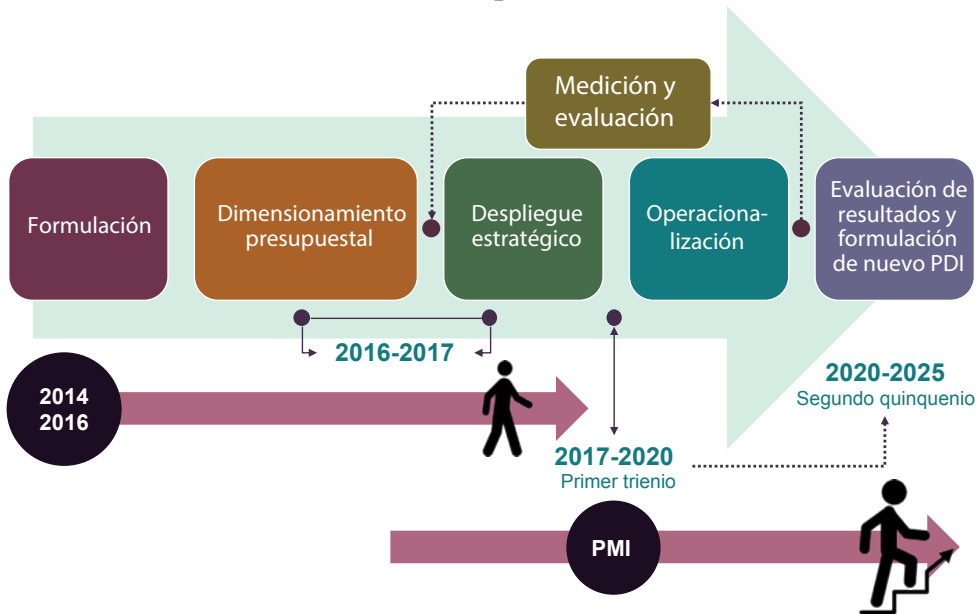 Medición y
evaluación
Formulación
Dimensionamiento
presupuestal
Despliegue
estratégico
Operaciona-
lización
Evaluación de
resultados y
formulación
de nuevo PDI
2016-2017
2014
2016
2020-2025
Segundo quinquenio
2017-2020
Primer trienio
PMI